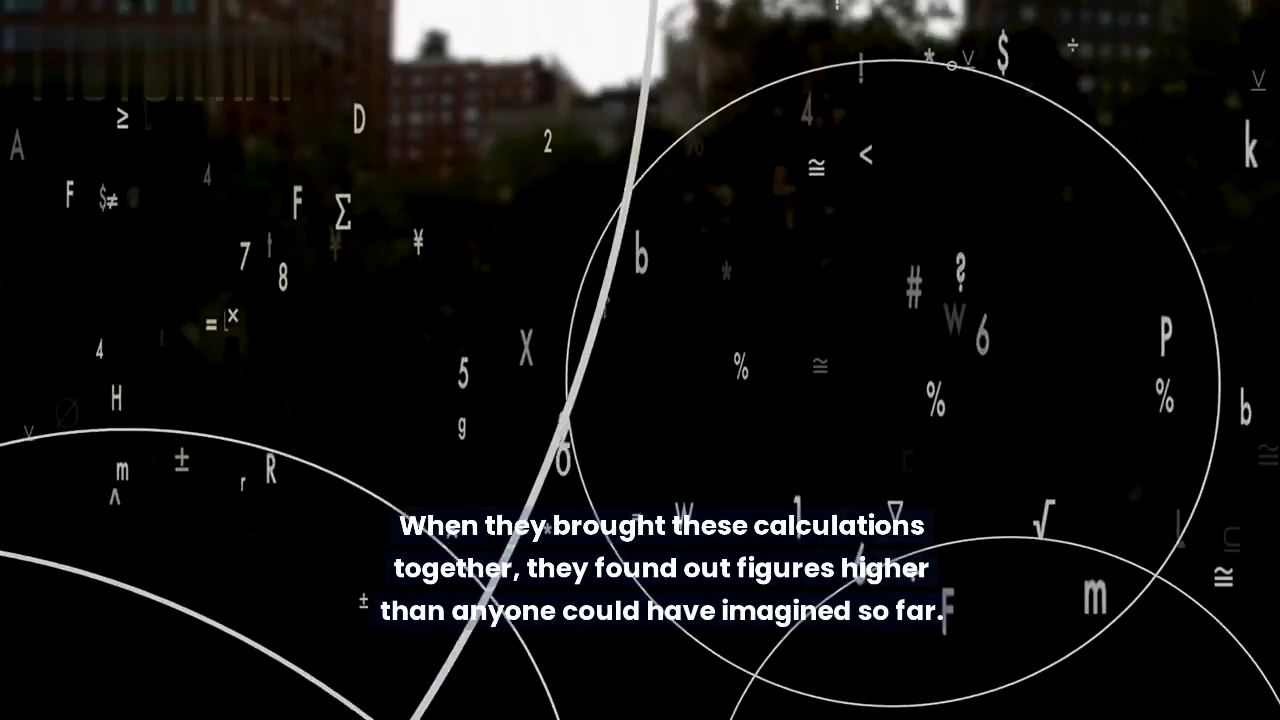 When they brought these calculations
together, they found out figures higher
than anyone could have imagined so far.